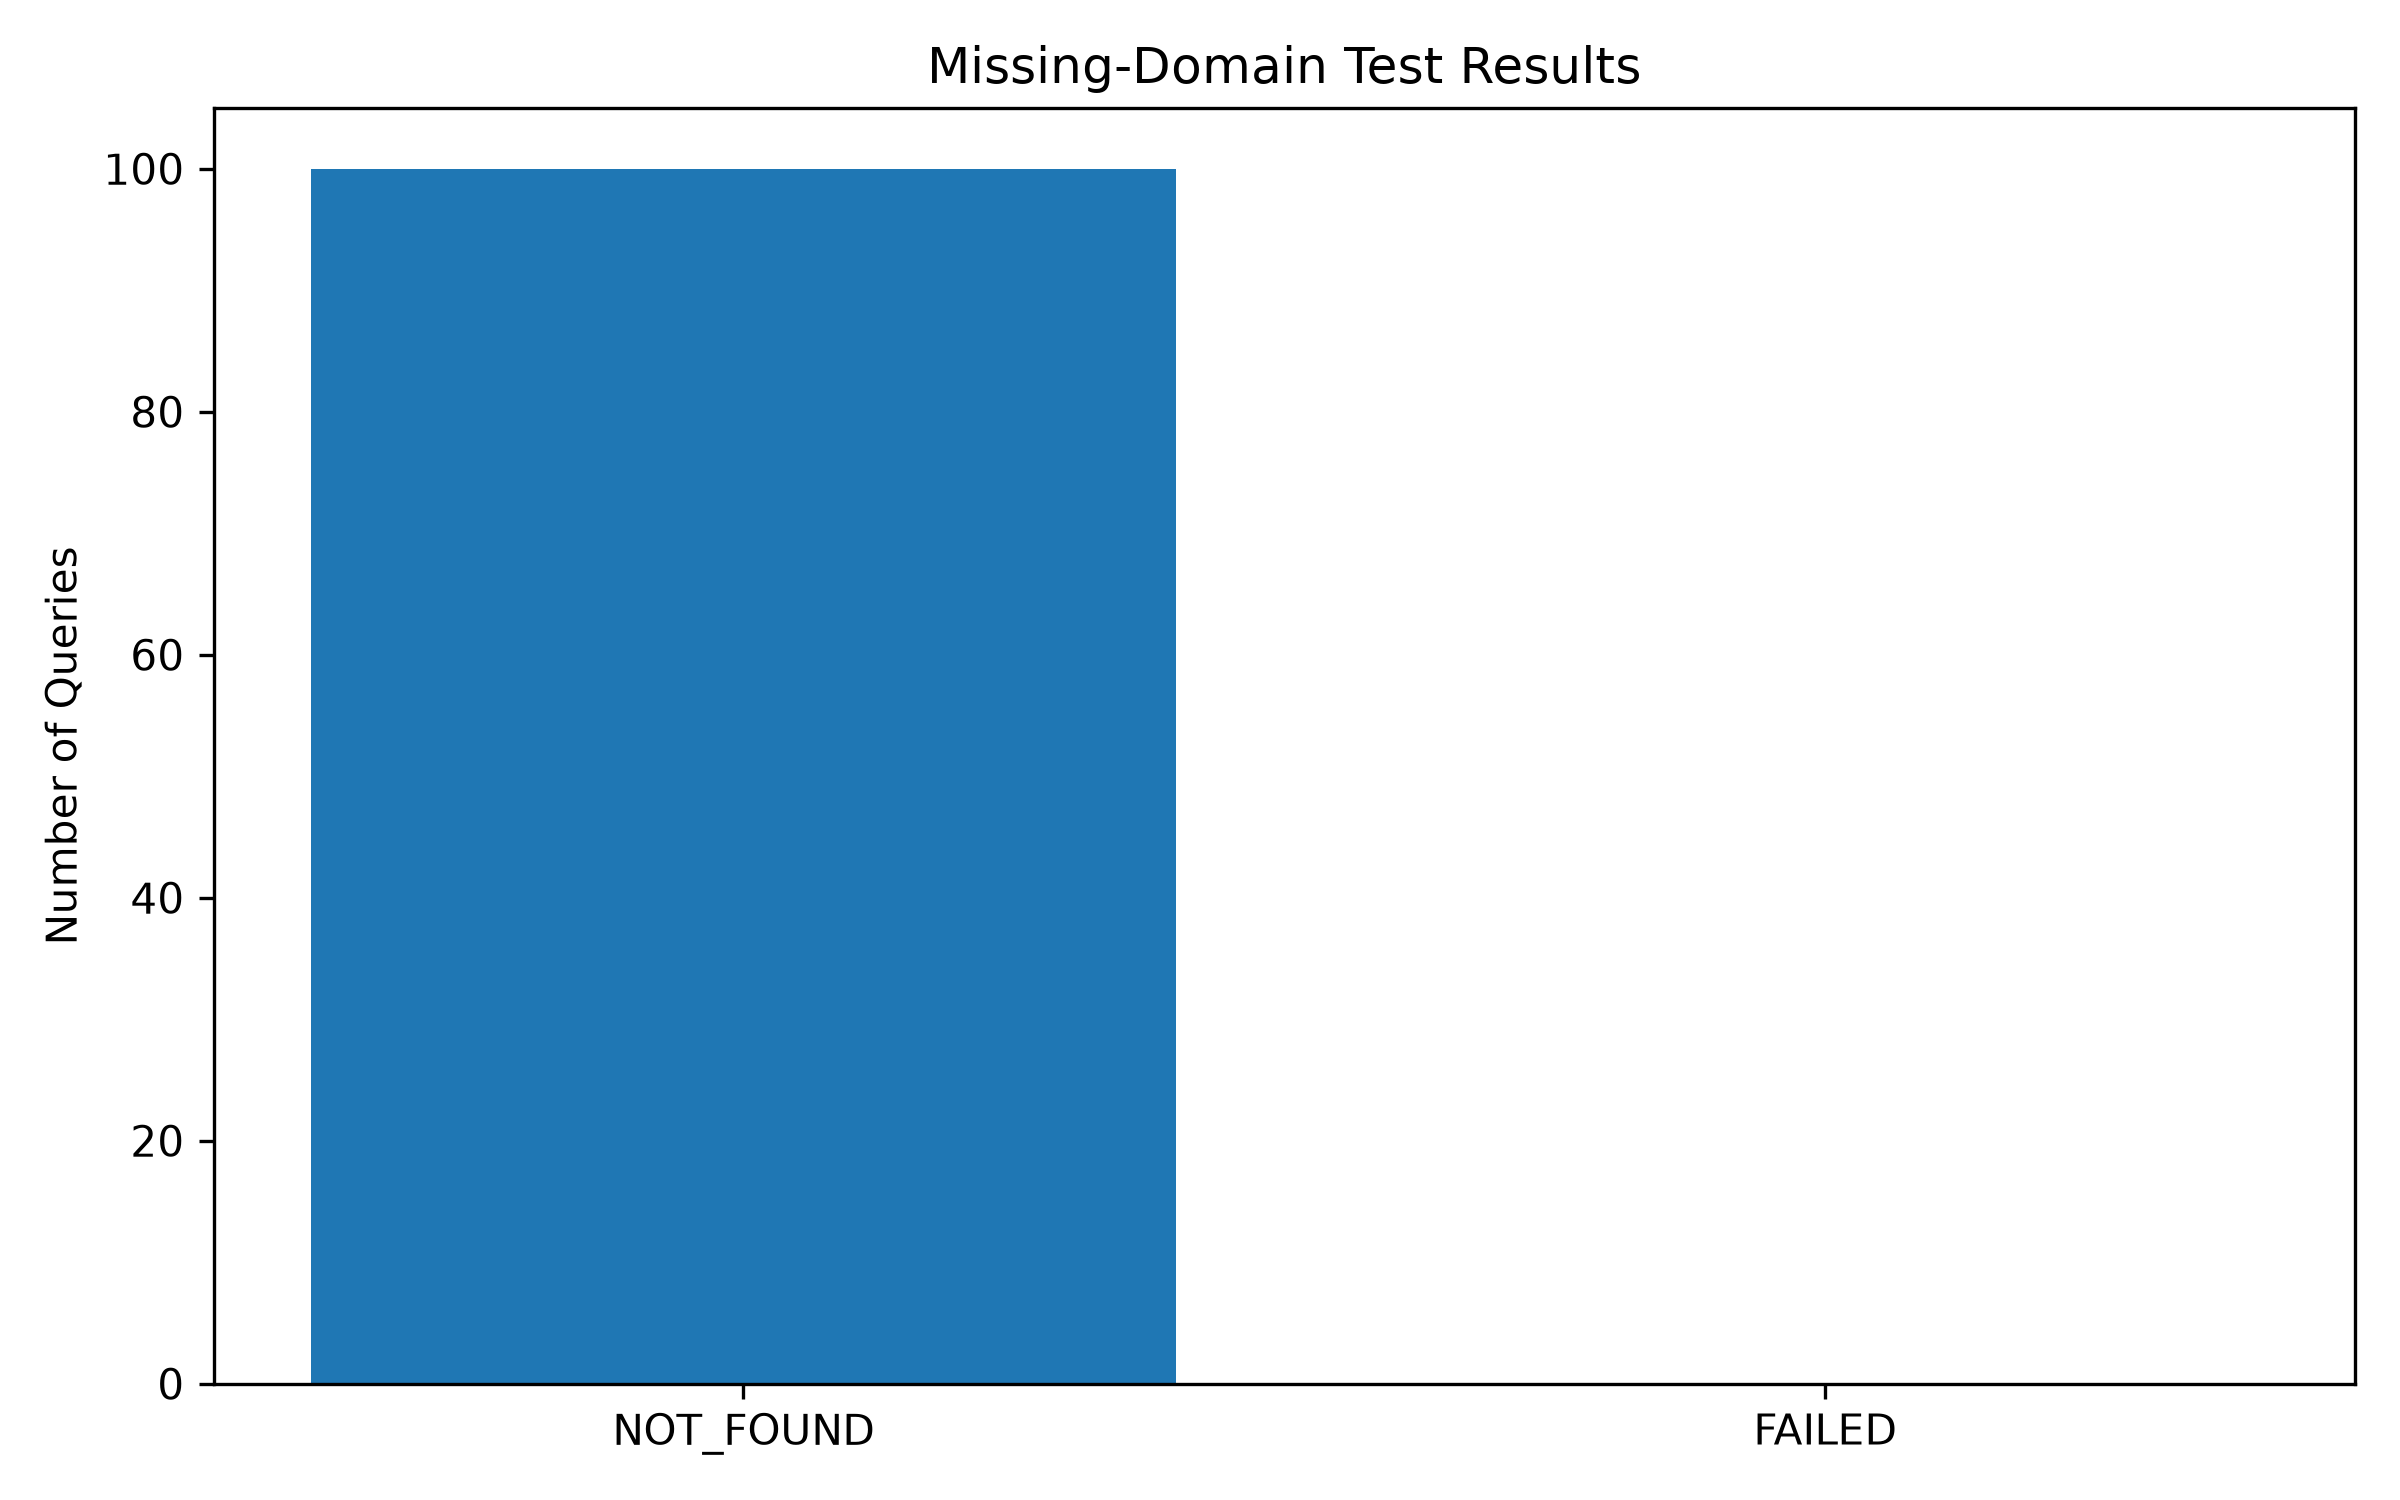 Missing-Domain Test Results
Number of Queries
100
80
60
40
20
0
NOT_FOUND
FAILED